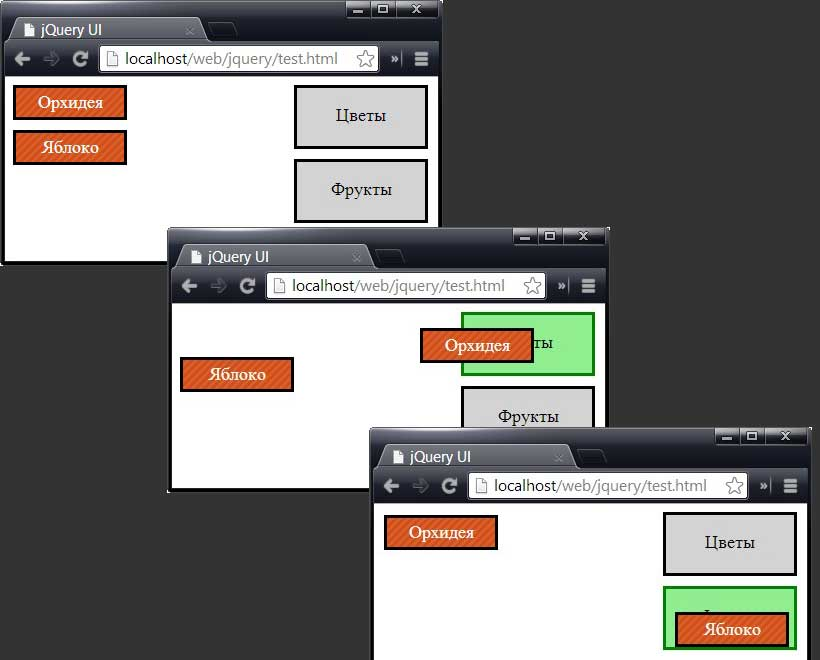 jQuery UI
localhost/web/jquery/test.html
Орхидея
Цветы
Яблоко
Фрукты
jQuery UI
localhost/web/jquery/test.html
Орхидея
ты
Яблоко
Фрукты
jQuery UI
localhost/web/jquery/test.html
Орхидея
Цветы
Яблоко